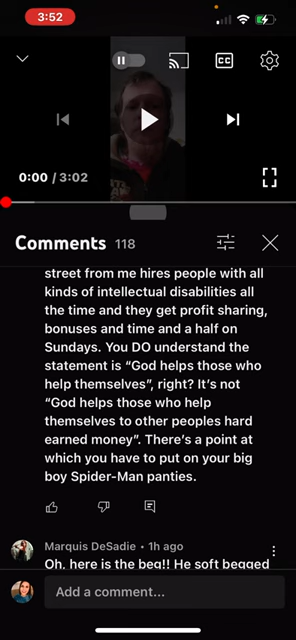 3:52
CC
0:00 / 3:02
Comments 118
street from me hires people with all
kinds of intellectual disabilities all
the time and they get profit sharing,
bonuses and time and a half on
Sundays. You DO understand the
statement is “God helps those who
help themselves”, right? It’s not
“God helps those who help
themselves to other peoples hard
earned money”. There’s a point at
which you have to put on your big
boy Spider-Man panties.
Marquis DeSadie • 1h ago
Oh, here is the beg!! He soft begged
Add a comment...